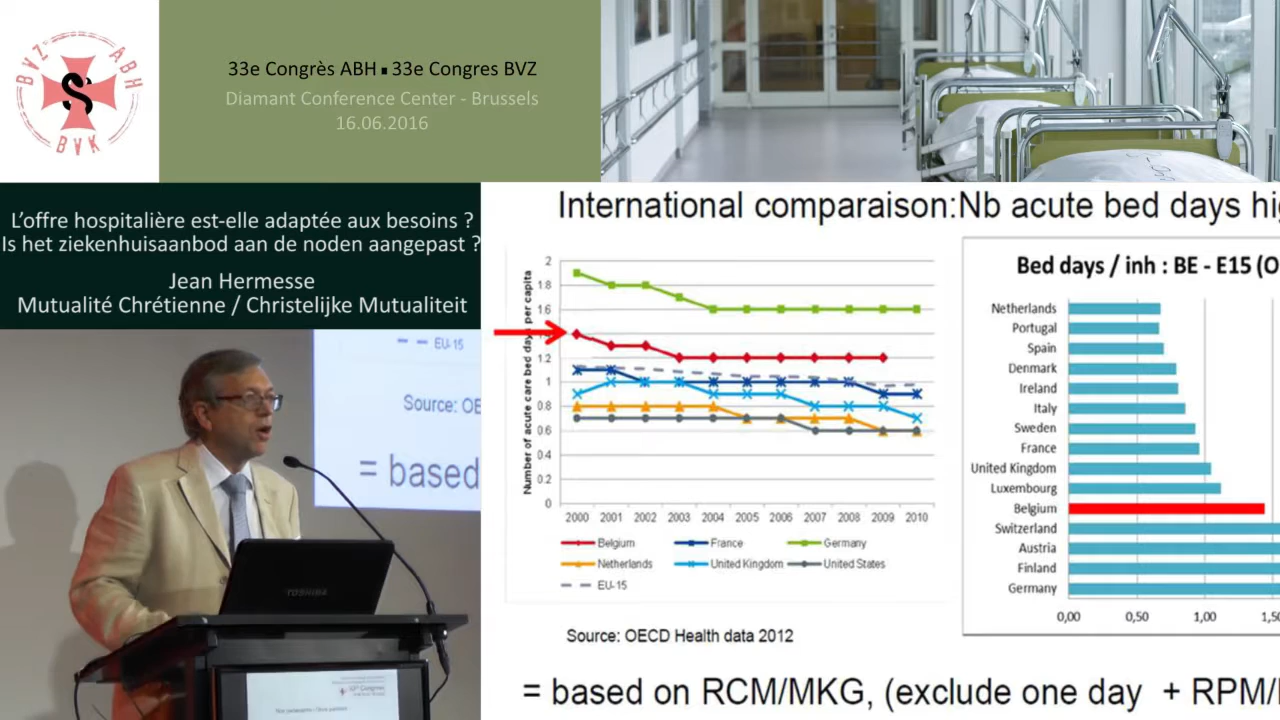 BVZ ABH
BVK
33e Congrès ABH ▪ 33e Congres BVZ
Diamant Conference Center - Brussels
16.06.2016
L'offre hospitalière est-elle adaptée aux besoins ?
Is het ziekenhuisaanbod aan de noden aangepast ?
Jean Hermesse
Mutualité Chrétienne / Christelijke Mutualiteit
EU-15
Source: OE
= based
TOSHIBA
International comparaison:Nb acute bed days hi
Number of acute care bed days per capita
2
1.8
1.6
1.2
1
0.8
0.6
0.4
0.2
0
2000 2001 2002 2003 2004 2005 2006 2007 2008 2009 2010
Belgium France Germany
Netherlands United Kingdom United States
EU-15
Source: OECD Health data 2012
Bed days / inh : BE - E15 (O
Netherlands
Portugal
Spain
Denmark
Ireland
Italy
Sweden
France
United Kingdom
Luxembourg
Belgium
Switzerland
Austria
Finland
Germany
0,00 0,50 1,00 1,50
= based on RCM/MKG, (exclude one day + RPM/